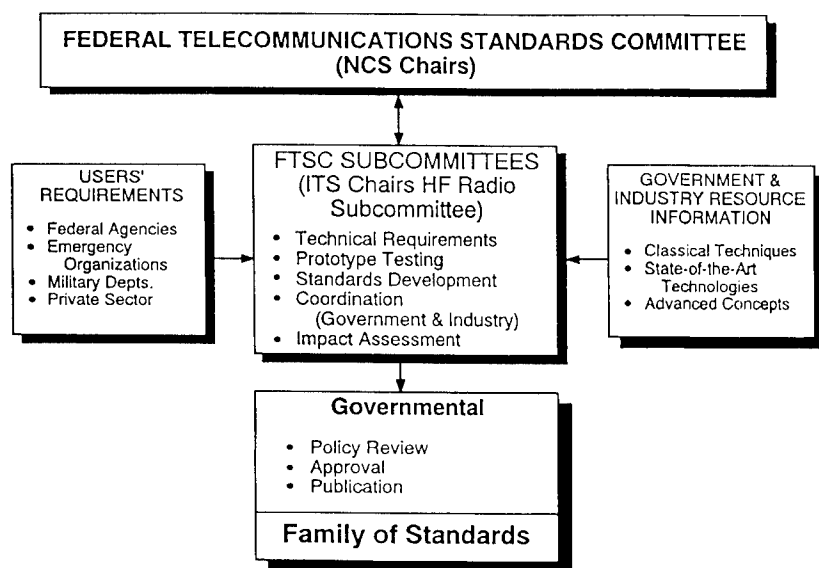 FEDERAL TELECOMMUNICATIONS STANDARDS COMMITTEE
(NCS Chairs)
USERS'
REQUIREMENTS
• Federal Agencies
• Emergency
Organizations
• Military Depts.
• Private Sector
FTSC SUBCOMMITTEES
(ITS Chairs HF Radio
Subcommittee)
• Technical Requirements
• Prototype Testing
• Standards Development
• Coordination
(Government & Industry)
• Impact Assessment
GOVERNMENT &
INDUSTRY RESOURCE
INFORMATION
• Classical Techniques
• State-of-the-Art
Technologies
• Advanced Concepts
Governmental
• Policy Review
• Approval
• Publication
Family of Standards